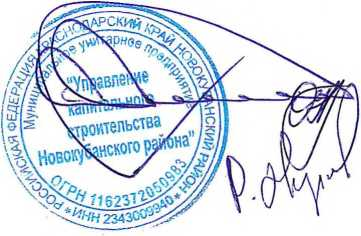 РОССИЙСКАЯ ФЕДЕРАЦИЯ * КРАСНОДАРСКИЙ КРАЙ НОВОКУБАНСКИЙ РАЙОН *
Муниципальное унитарное предприятие
"Управление
капитального
строительства
Новокубанского района"
ОГРН 1162372050983
* ИНН 2343009940 *